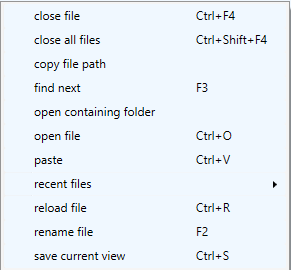 close file Ctrl+F4
close all files Ctrl+Shift+F4
copy file path
find next F3
open containing folder
open file Ctrl+O
paste Ctrl+V
recent files
reload file Ctrl+R
rename file F2
save current view Ctrl+S